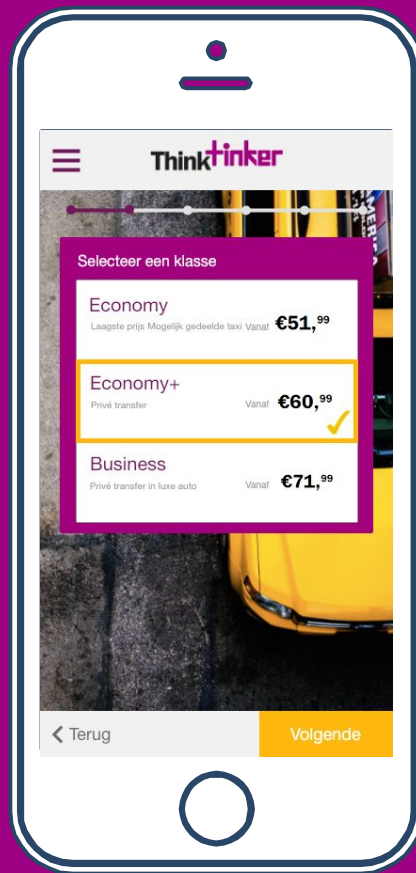 Thinktinker
Selecteer een klasse
Economy
Laagste prijs Mogelijk gedeelde taxi Vanaf €51,99
Economy+
Privé transfer Vanaf €60,99
Business
Privé transfer in luxe auto Vanaf €71,99
Terug Volgende